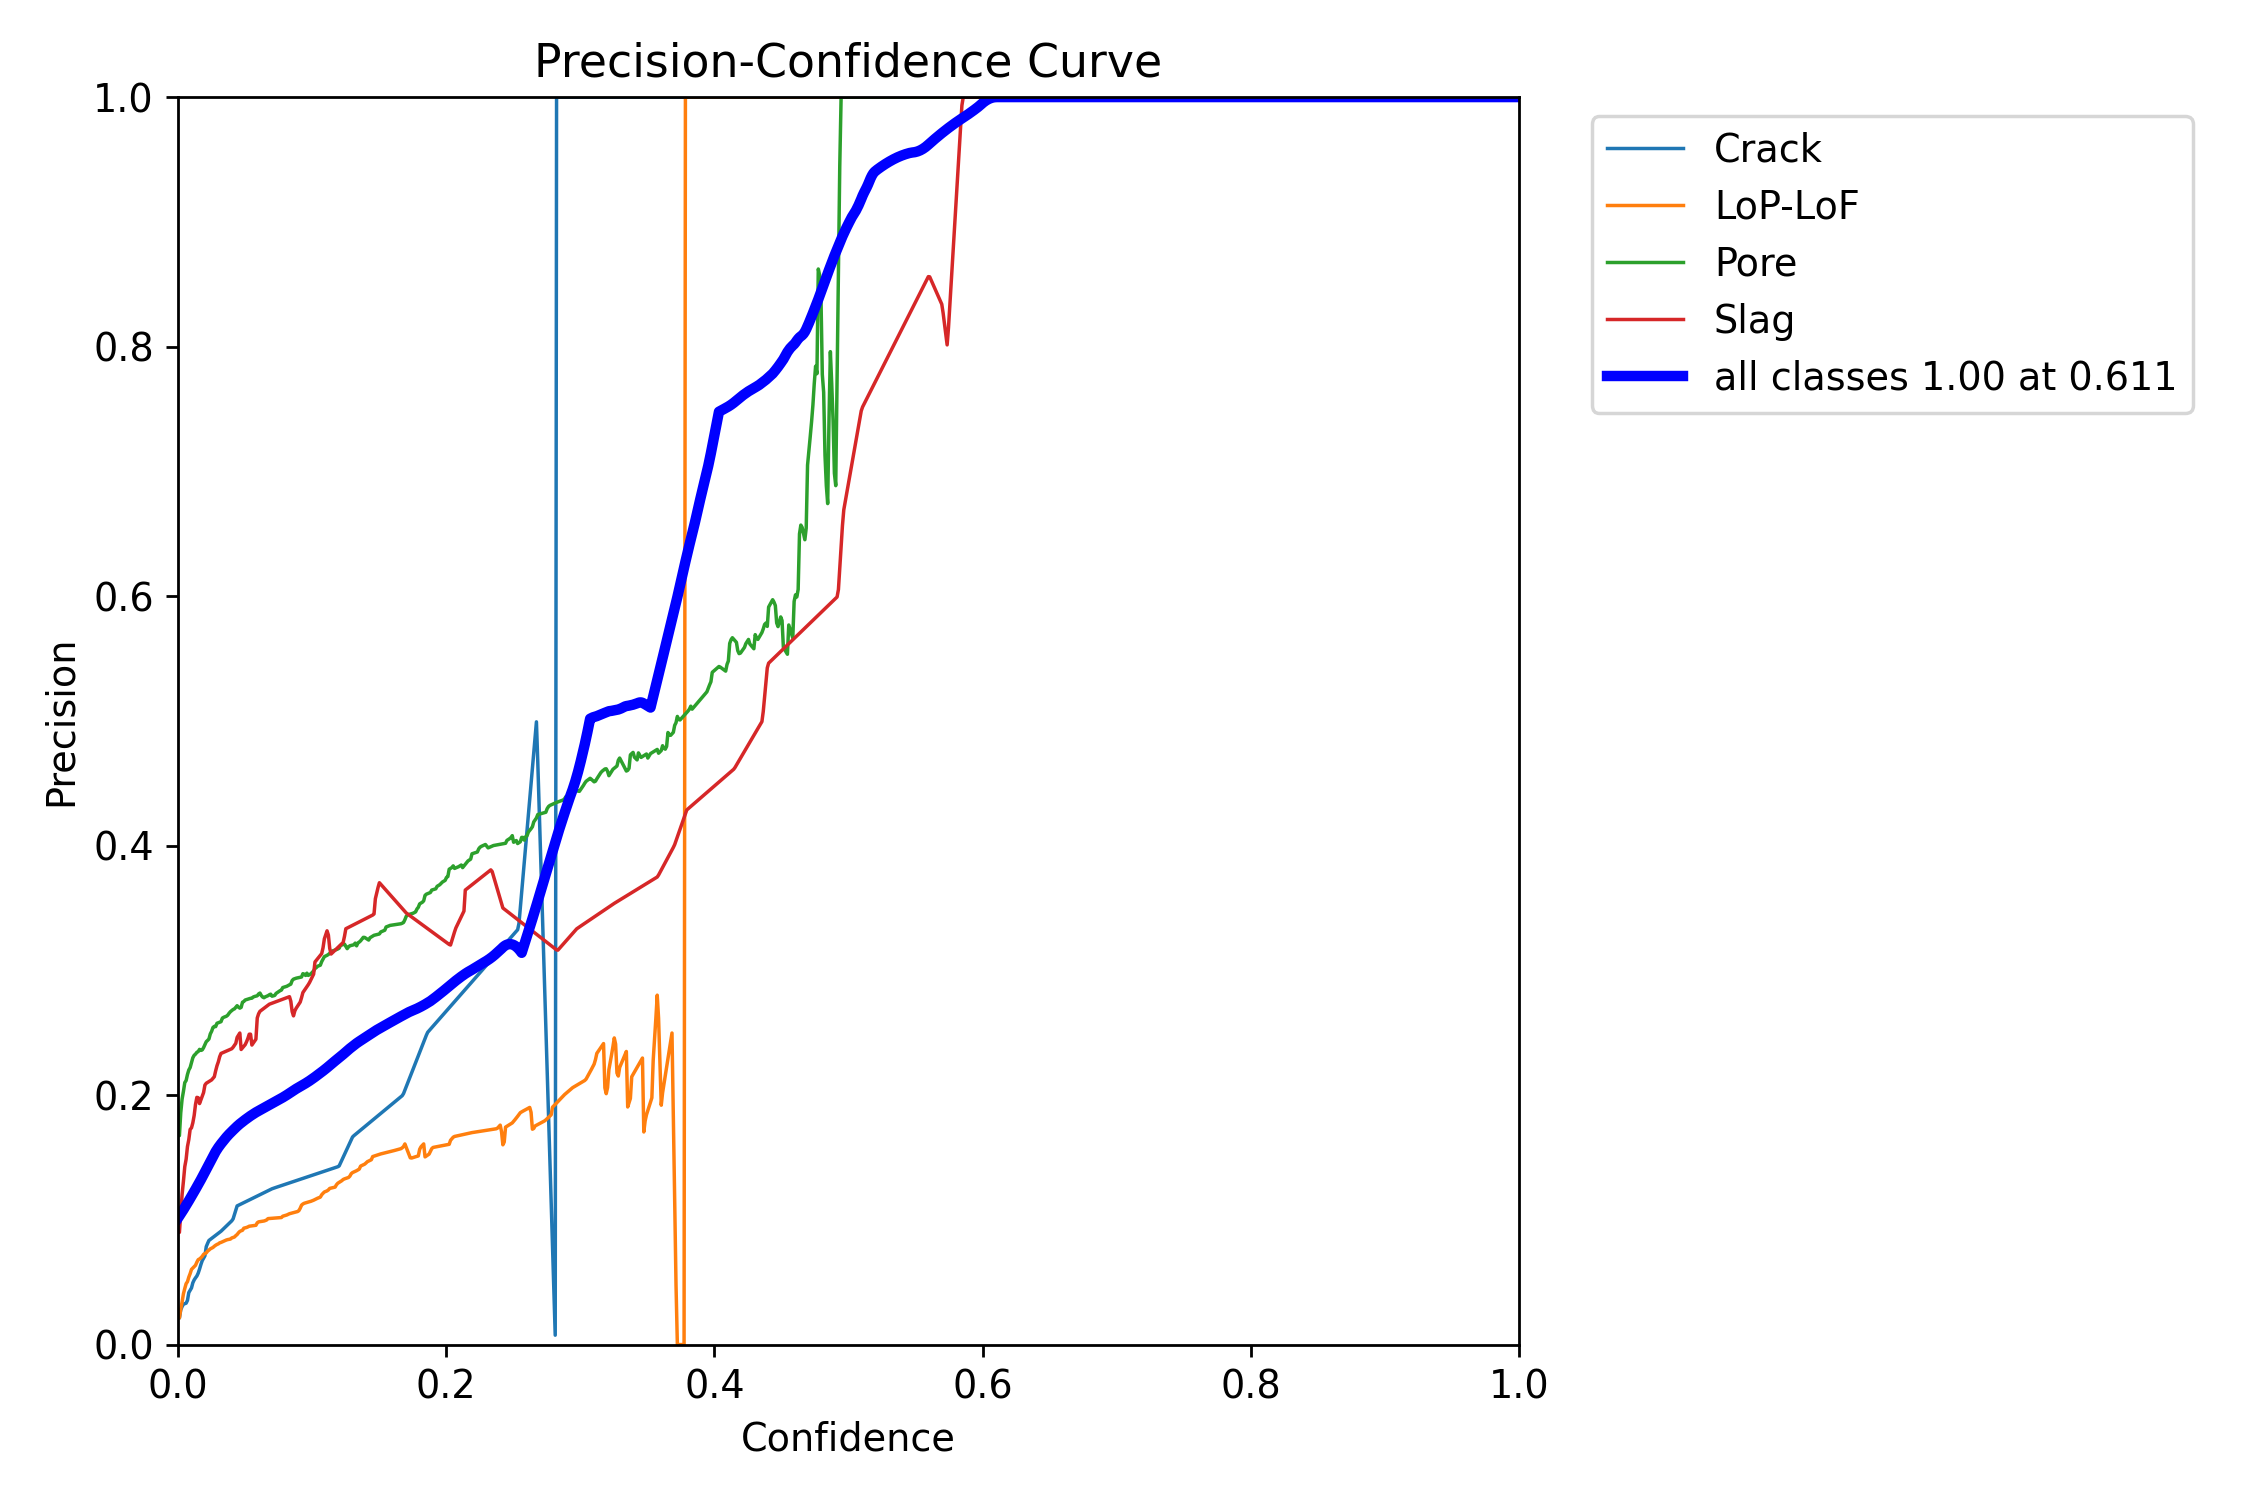 Precision-Confidence Curve
1.0
0.8
0.6
0.4
0.2
0.0
Precision
0.0 0.2 0.4 0.6 0.8 1.0
Confidence
Crack
LoP-LoF
Pore
Slag
all classes 1.00 at 0.611